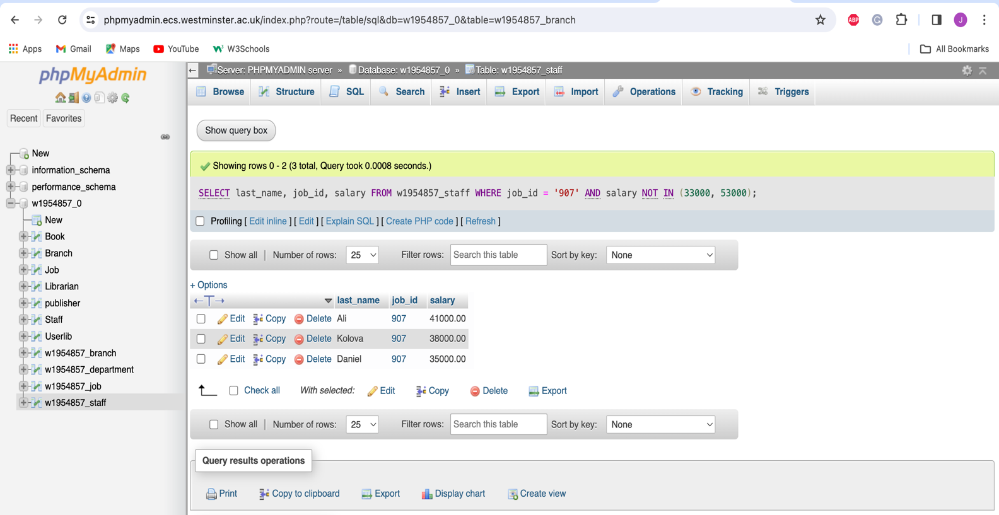 phpmyadmin.ecs.westminster.ac.uk/index.php?route=/table/sql&db=w1954857_0&table=w1954857_branch
ABP
G
J
Apps Gmail Maps YouTube W3Schools All Bookmarks
phpMyAdmin
Recent Favorites
New
information_schema
performance_schema
w1954857_0
New
Book
Branch
Job
Librarian
publisher
Staff
Userlib
w1954857_branch
w1954857_department
w1954857_job
w1954857_staff
Server: PHPMYADMIN server » Database: w1954857_0 » Table: w1954857_staff
Browse Structure SQL Search Insert Export Import Operations Tracking Triggers
Show query box
Showing rows 0 - 2 (3 total, Query took 0.0008 seconds.)
SELECT last_name, job_id, salary FROM w1954857_staff WHERE job_id = '907' AND salary NOT IN (33000, 53000);
Profiling [ Edit inline ] [ Edit ] [ Explain SQL ] [ Create PHP code ] [ Refresh ]
Show all | Number of rows: 25 Filter rows: Search this table Sort by key: None
+ Options
←T→ last_name job_id salary
Edit Copy Delete Ali 907 41000.00
Edit Copy Delete Kolova 907 38000.00
Edit Copy Delete Daniel 907 35000.00
Check all With selected: Edit Copy Delete Export
Show all | Number of rows: 25 Filter rows: Search this table Sort by key: None
Query results operations
Print Copy to clipboard Export Display chart Create view